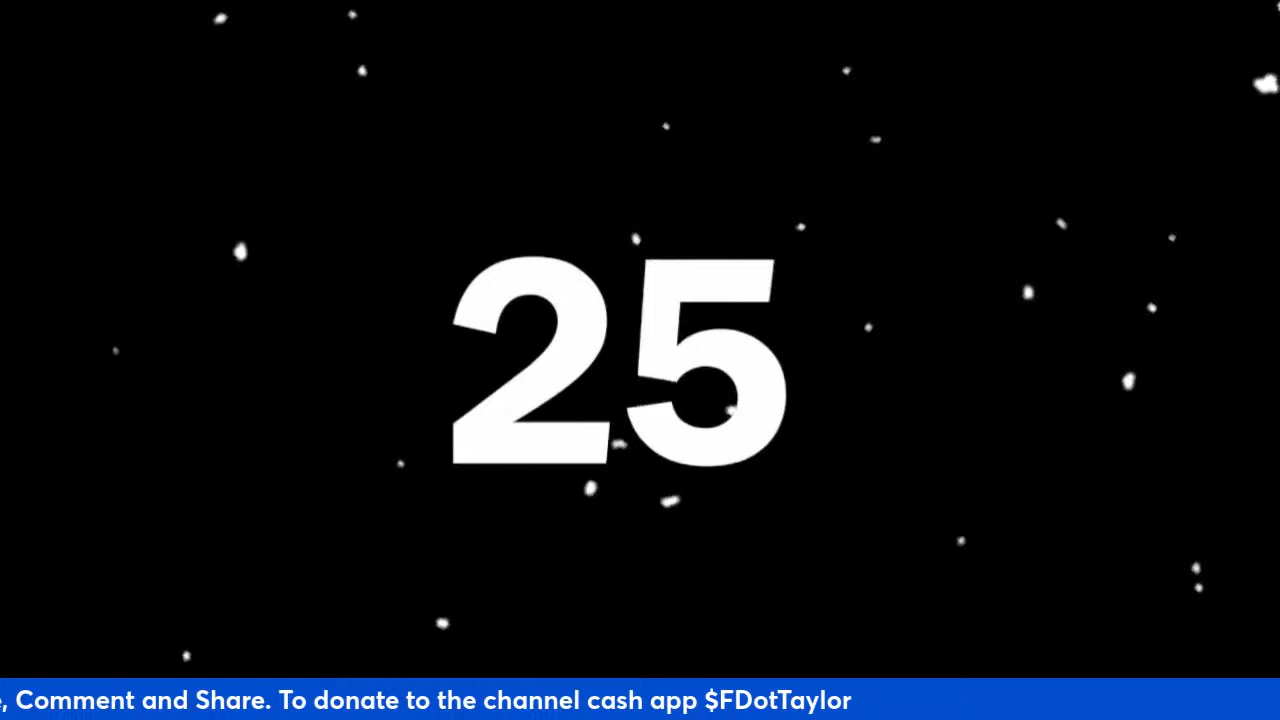 25
, Comment and Share. To donate to the channel cash app $FDotTaylor